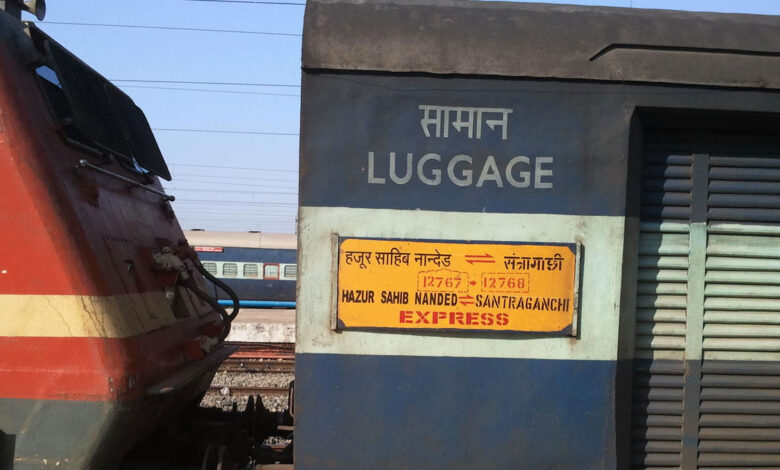 सामान
LUGGAGE
हजूर साहिब नान्देड ⇌ संत्रागाछी
12767 - 12768
HAZUR SAHIB NANDED ⇌ SANTRAGANCHI
EXPRESS